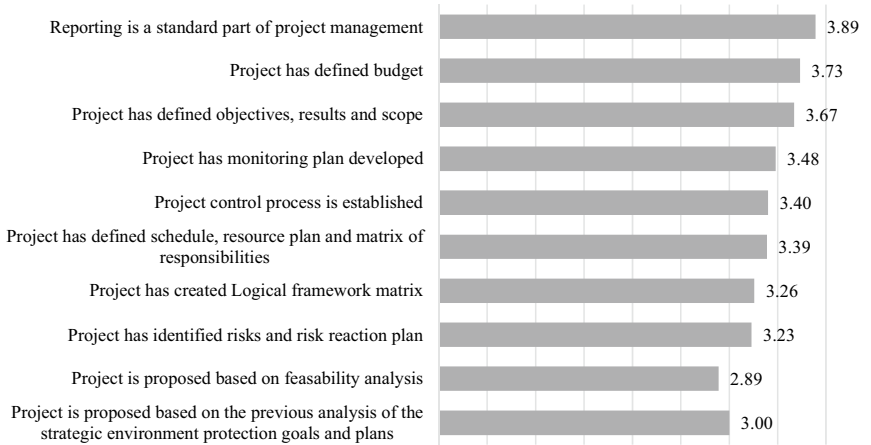 Reporting is a standard part of project management 3.89
Project has defined budget 3.73
Project has defined objectives, results and scope 3.67
Project has monitoring plan developed 3.48
Project control process is established 3.40
Project has defined schedule, resource plan and matrix of
responsibilities 3.39
Project has created Logical framework matrix 3.26
Project has identified risks and risk reaction plan 3.23
Project is proposed based on feasability analysis 2.89
Project is proposed based on the previous analysis of the
strategic environment protection goals and plans 3.00